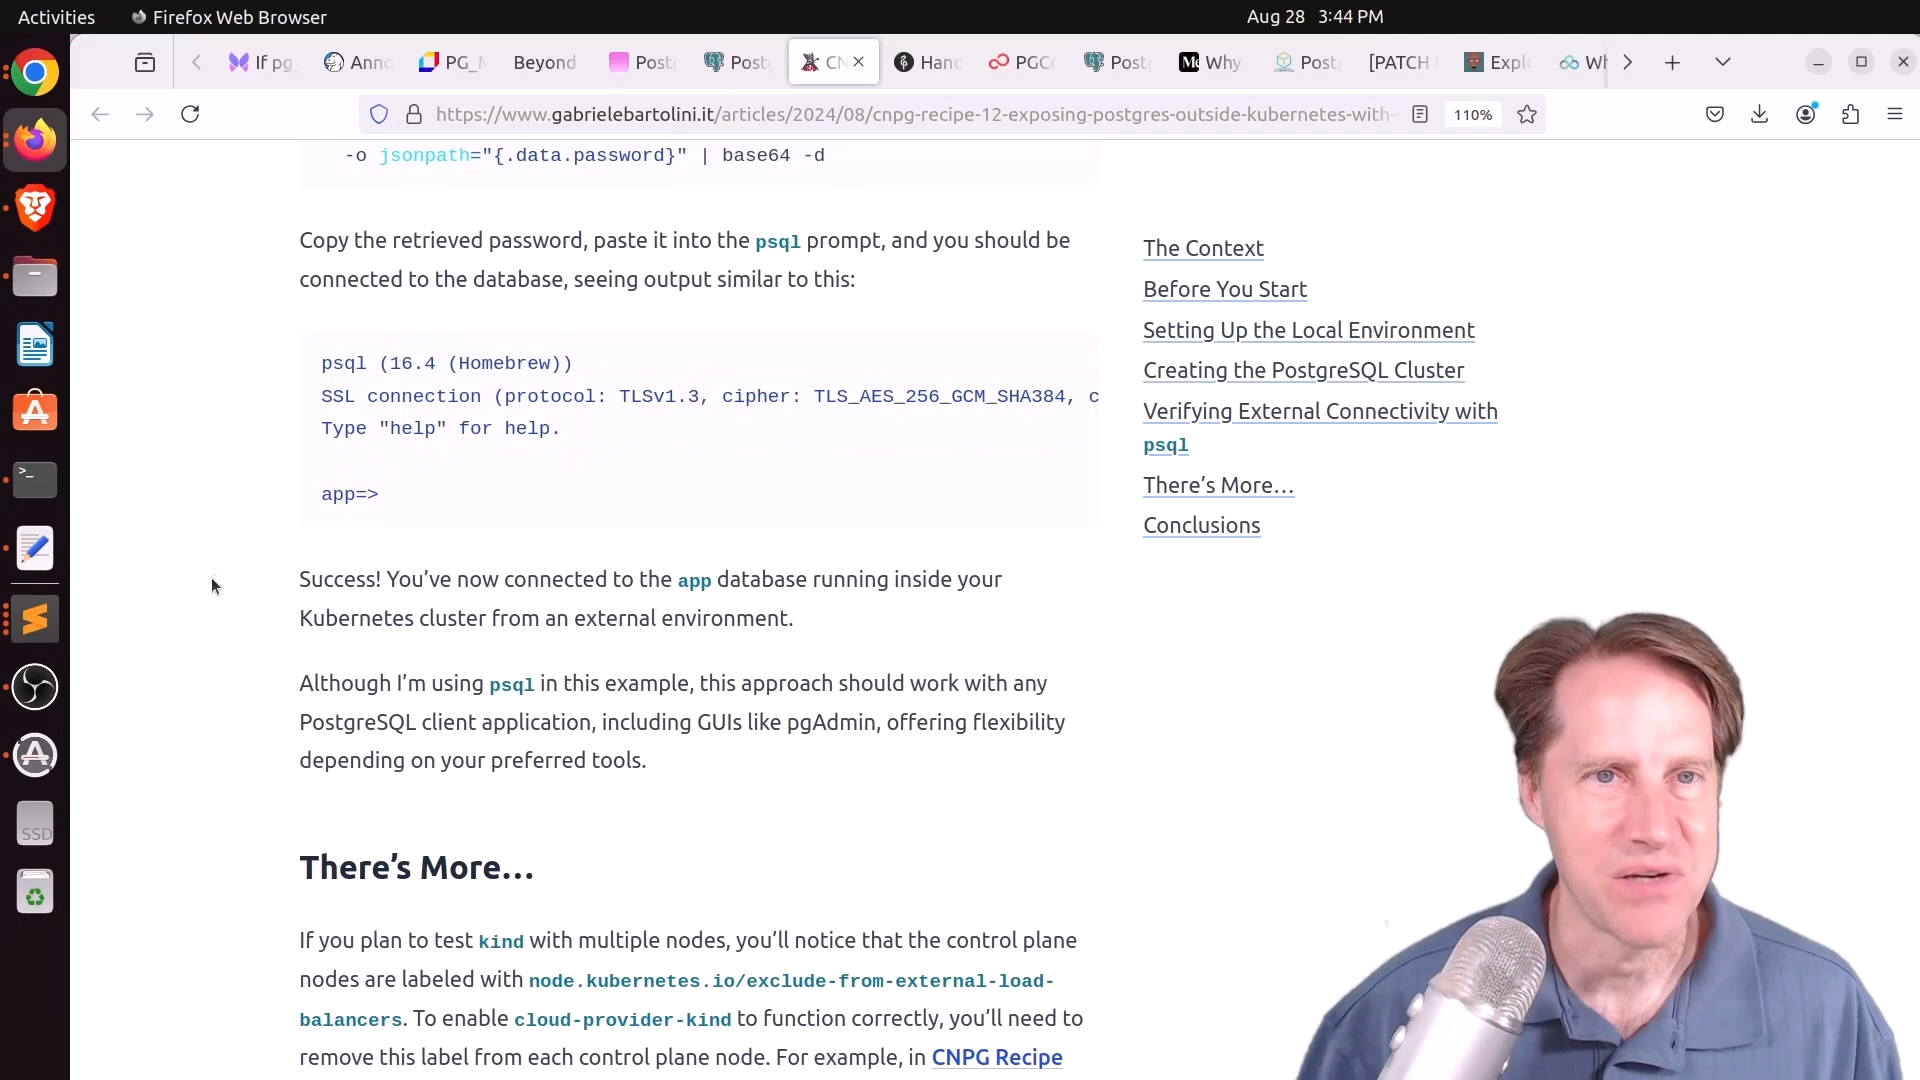 Activities
Firefox Web Browser
Aug 28 3:44 PM
If pg_
Anno
PG_M
Beyond
Postg
Postg
CN
Hand
PGCo
Postg
Why
Postg
[PATCH
Explo
Wh
https://www.gabrielebartolini.it/articles/2024/08/cnpg-recipe-12-exposing-postgres-outside-kubernetes-with-
110%
-o jsonpath="{.data.password}" | base64 -d
Copy the retrieved password, paste it into the psql prompt, and you should be
connected to the database, seeing output similar to this:
psql (16.4 (Homebrew))
SSL connection (protocol: TLSv1.3, cipher: TLS_AES_256_GCM_SHA384, c
Type "help" for help.
app=>
Success! You’ve now connected to the app database running inside your
Kubernetes cluster from an external environment.
Although I’m using psql in this example, this approach should work with any
PostgreSQL client application, including GUIs like pgAdmin, offering flexibility
depending on your preferred tools.
There’s More…
If you plan to test kind with multiple nodes, you’ll notice that the control plane
nodes are labeled with node.kubernetes.io/exclude-from-external-load-
balancers. To enable cloud-provider-kind to function correctly, you’ll need to
remove this label from each control plane node. For example, in CNPG Recipe
The Context
Before You Start
Setting Up the Local Environment
Creating the PostgreSQL Cluster
Verifying External Connectivity with
psql
There’s More…
Conclusions
SSD